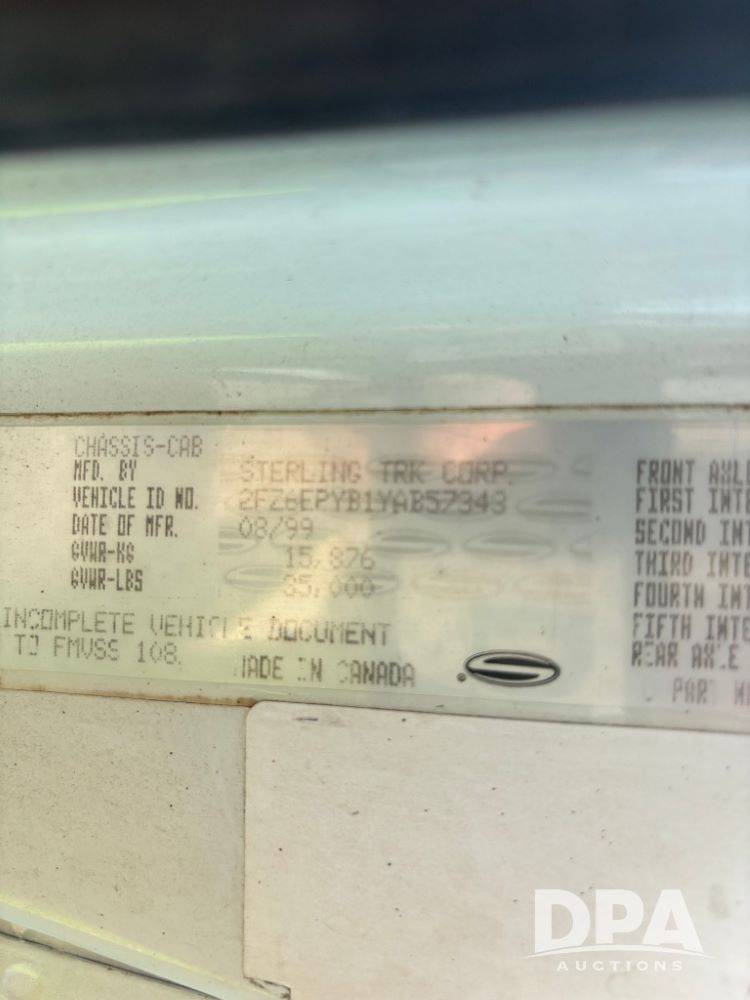 CHASSIS-CAB
MFD. BY STERLING TRK CORP.
VEHICLE ID NO. 2FZ6EPYB1YAB57343
DATE OF MFR. 08/99
GVWR-KG 15,876
GVWR-LBS 35,000
INCOMPLETE VEHICLE DOCUMENT
TO FMVSS 108.
MADE IN CANADA
®
FRONT AXLE
FIRST INTE
SECOND INT
THIRD INTE
FOURTH INT
FIFTH INTE
REAR AXLE
PART
DPA
AUCTIONS